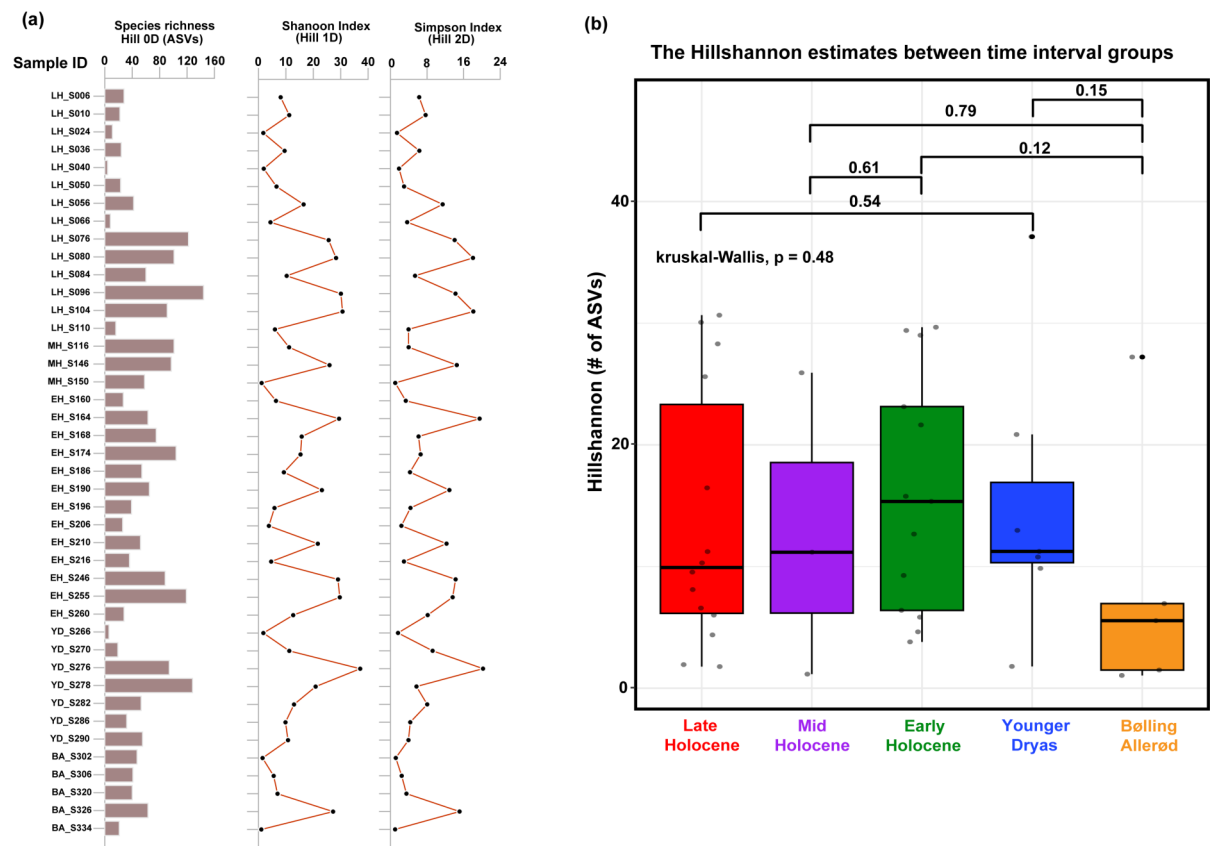 (a)
Species richness
Hill 0D (ASVs)
Shanoon Index
(Hill 1D)
Simpson Index
(Hill 2D)
Sample ID
0 40 80 120 160
0 10 20 30 40
0 8 16 24
LH_S006
LH_S010
LH_S024
LH_S036
LH_S040
LH_S050
LH_S056
LH_S066
LH_S076
LH_S080
LH_S084
LH_S096
LH_S104
LH_S110
MH_S116
MH_S146
MH_S150
EH_S160
EH_S164
EH_S168
EH_S174
EH_S186
EH_S190
EH_S196
EH_S206
EH_S210
EH_S216
EH_S246
EH_S255
EH_S260
YD_S266
YD_S270
YD_S276
YD_S278
YD_S282
YD_S286
YD_S290
BA_S302
BA_S306
BA_S320
BA_S326
BA_S334
(b)
The Hillshannon estimates between time interval groups
0.15
0.79
0.12
0.61
0.54
kruskal-Wallis, p = 0.48
Hillshannon (# of ASVs)
40
20
0
Late
Holocene
Mid
Holocene
Early
Holocene
Younger
Dryas
Bølling
Allerød